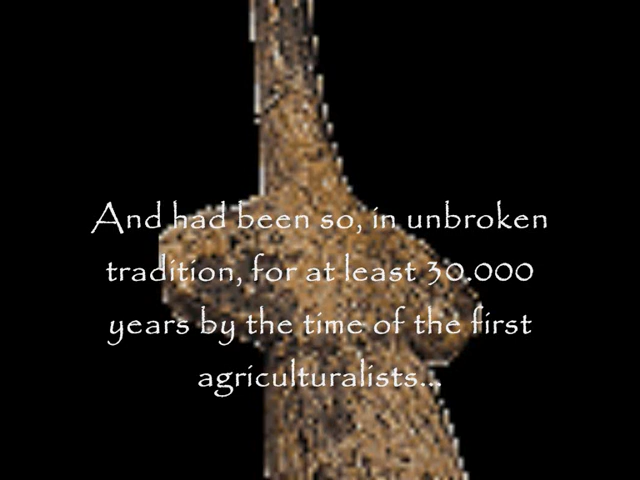 And had been so, in unbroken
tradition, for at least 30.000
years by the time of the first
agriculturalists...